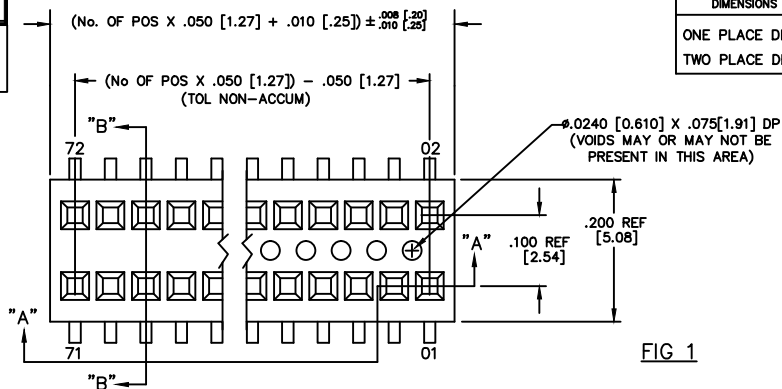 DIMENSIONS
ONE PLACE DE
TWO PLACE DE
(No. OF POS X .050 [1.27] + .010 [.25]) ± .008 [.20]
.010 [.25]
(No OF POS X .050 [1.27]) - .050 [1.27]
(TOL NON-ACCUM)
"B"
72
02
ø.0240 [0.610] X .075[1.91] DP
(VOIDS MAY OR MAY NOT BE
PRESENT IN THIS AREA)
"A"
.100 REF
[2.54]
.200 REF
[5.08]
"A"
71
01
"B"
FIG 1